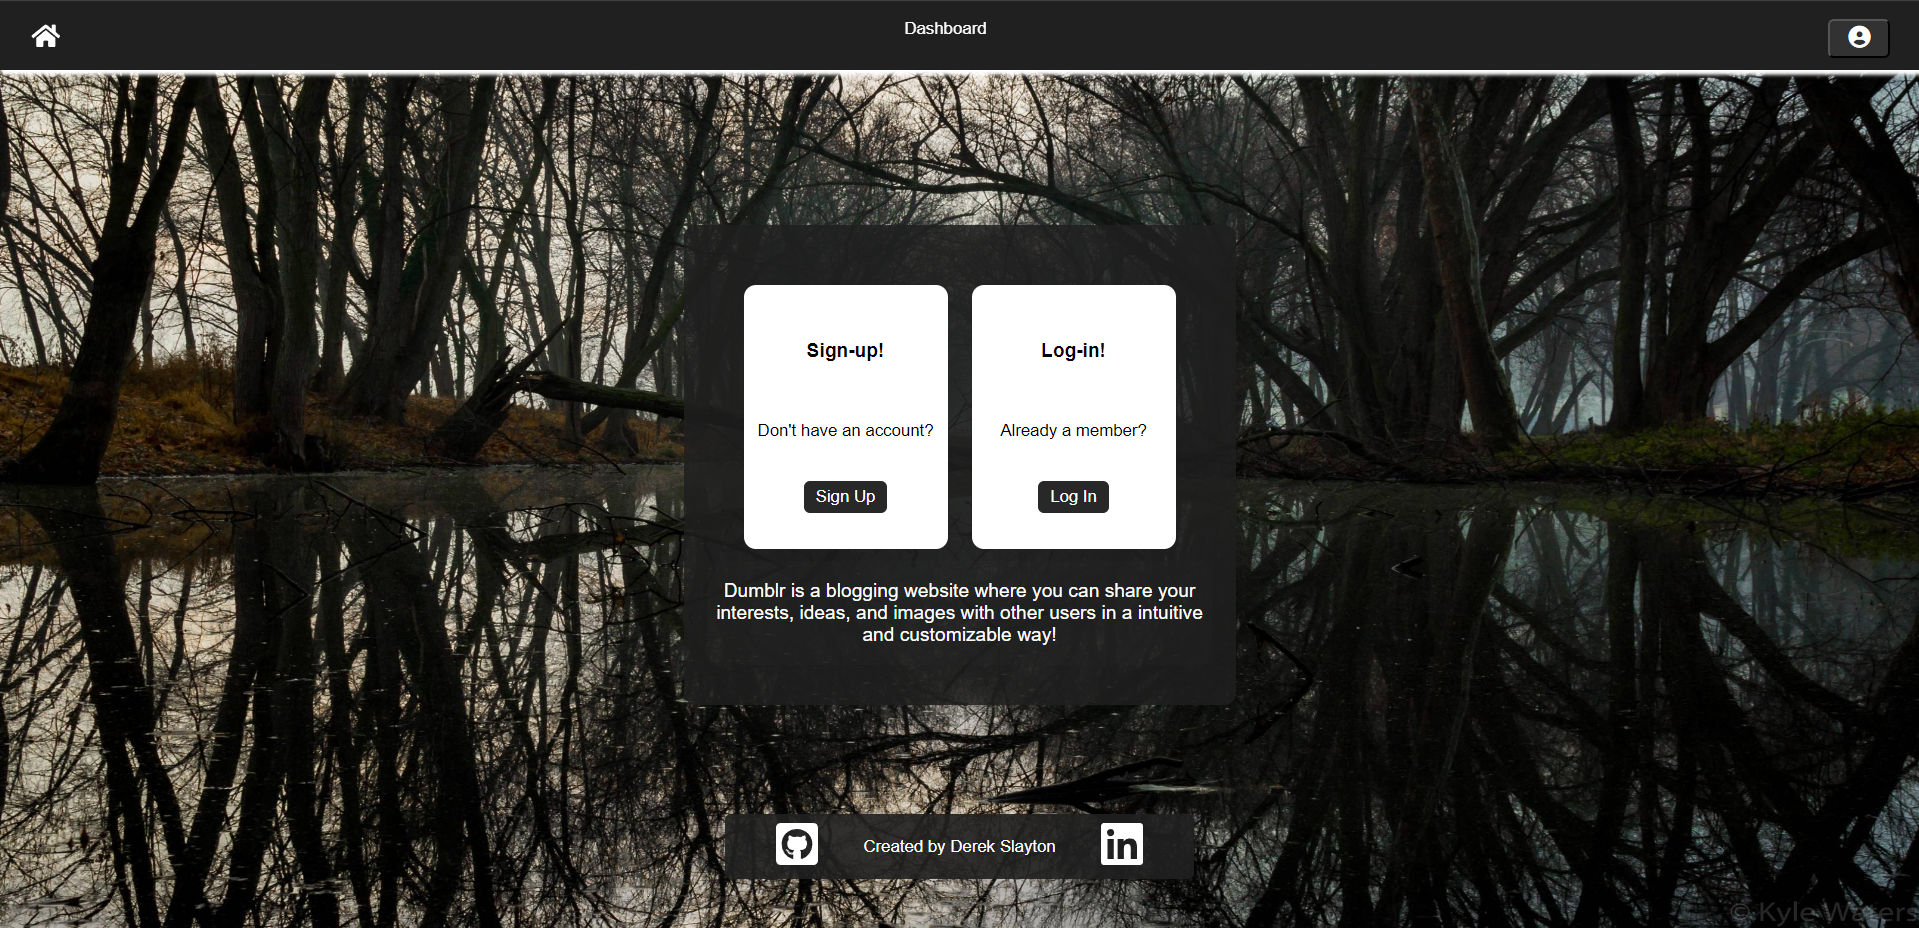 Dashboard
Sign-up!
Don't have an account?
Sign Up
Log-in!
Already a member?
Log In
Dumblr is a blogging website where you can share your
interests, ideas, and images with other users in a intuitive
and customizable way!
Created by Derek Slayton
in
© Kyle Waters